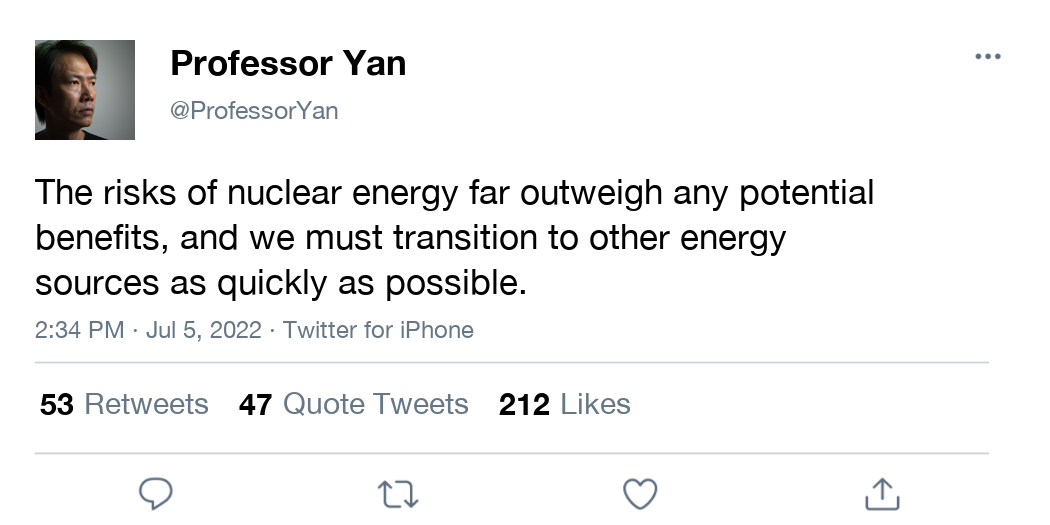 Professor Yan
@ProfessorYan
The risks of nuclear energy far outweigh any potential
benefits, and we must transition to other energy
sources as quickly as possible.
2:34 PM · Jul 5, 2022 · Twitter for iPhone
53 Retweets 47 Quote Tweets 212 Likes